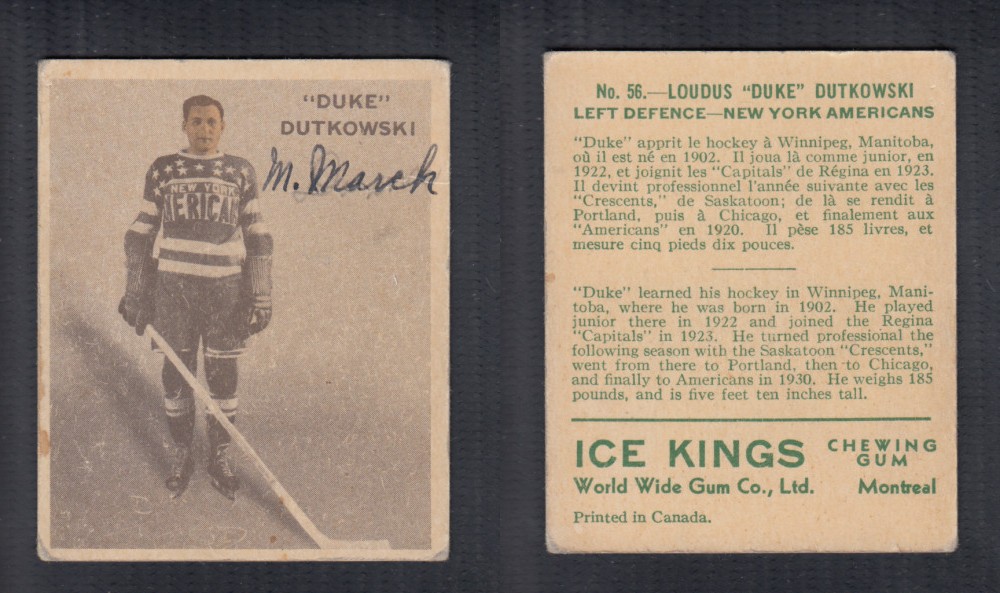 "DUKE"
DUTKOWSKI
M. March
NEW YORK
MERICAN
No. 56.—LOUDUS "DUKE" DUTKOWSKI
LEFT DEFENCE—NEW YORK AMERICANS
"Duke" apprit le hockey à Winnipeg, Manitoba,
où il est né en 1902. Il joua là comme junior, en
1922, et joignit les "Capitals" de Régina en 1923.
Il devint professionnel l'année suivante avec les
"Crescents," de Saskatoon; de là se rendit à
Portland, puis à Chicago, et finalement aux
"Americans" en 1920. Il pèse 185 livres, et
mesure cinq pieds dix pouces.
"Duke" learned his hockey in Winnipeg, Mani-
toba, where he was born in 1902. He played
junior there in 1922 and joined the Regina
"Capitals" in 1923. He turned professional the
following season with the Saskatoon "Crescents,"
went from there to Portland, then to Chicago,
and finally to Americans in 1930. He weighs 185
pounds, and is five feet ten inches tall.
ICE KINGS CHEWING GUM
World Wide Gum Co., Ltd. Montreal
Printed in Canada.